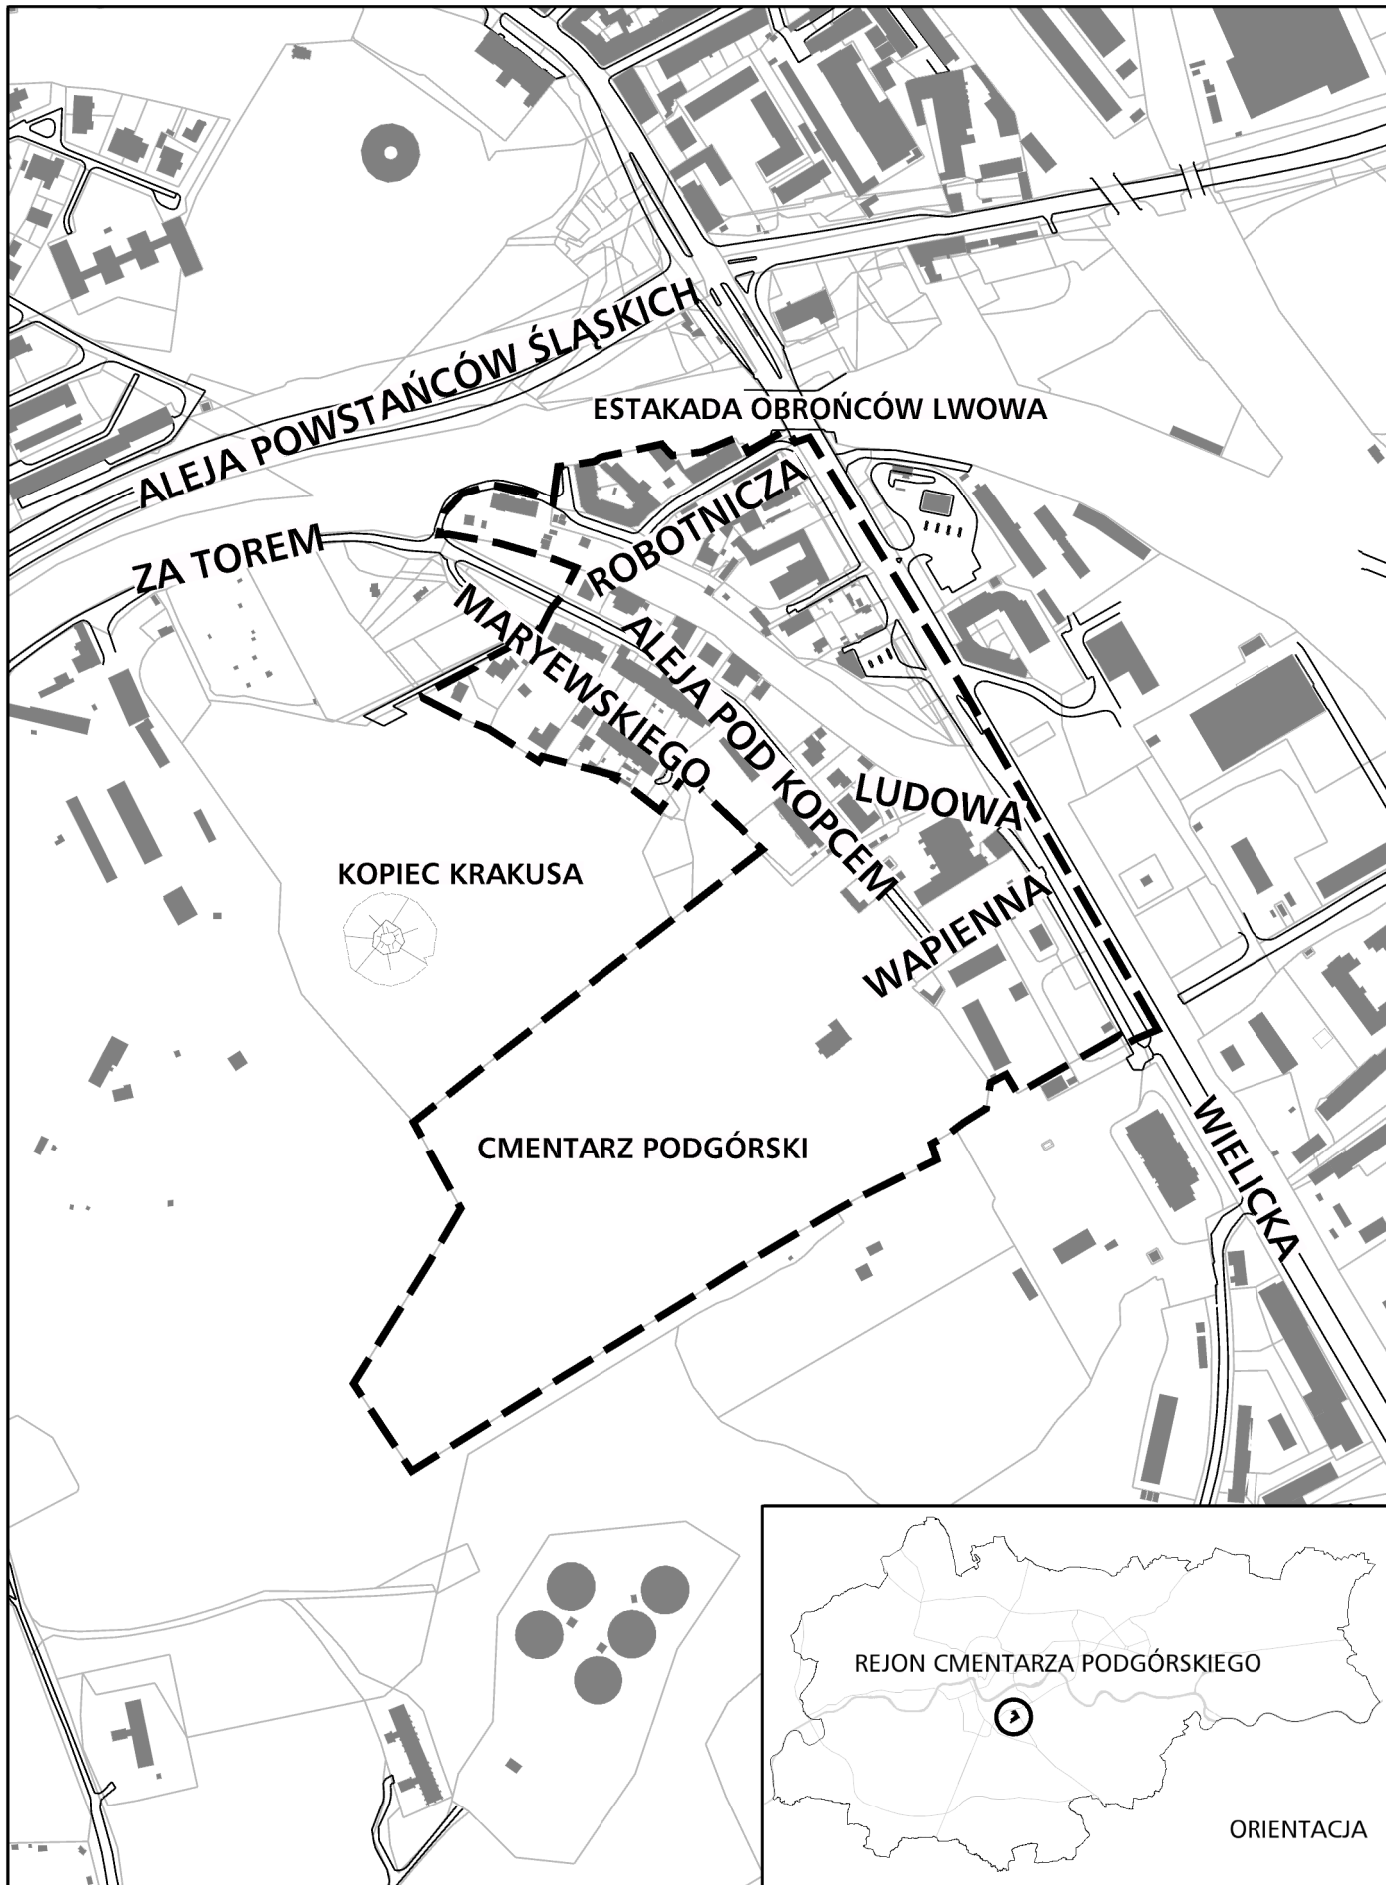 ALEJA POWSTAŃCÓW ŚLĄSKICH
ESTAKADA OBROŃCÓW LWOWA
ZA TOREM
ROBOTNICZA
MARYEWSKIEGO
ALEJA POD KOPCEM
LUDOWA
KOPIEC KRAKUSA
WAPIENNA
CMENTARZ PODGÓRSKI
WIELICKA
REJON CMENTARZA PODGÓRSKIEGO
ORIENTACJA